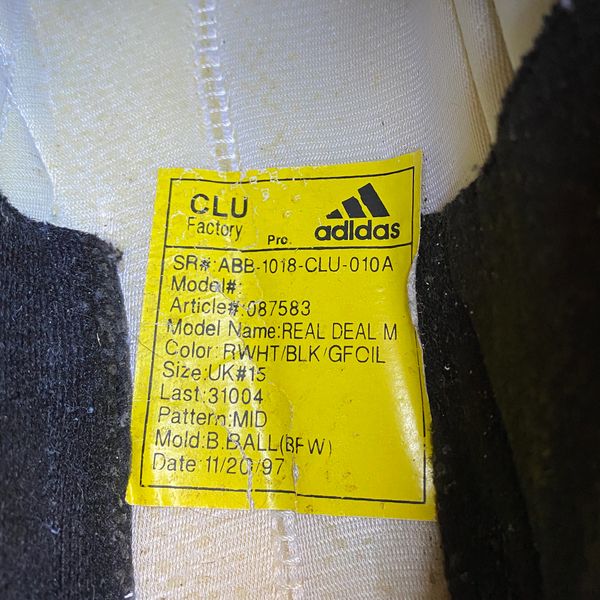 CLU
Factory
Pro.
adidas
SR#:ABB-1018-CLU-010A
Model#:
Article#:087583
Model Name:REAL DEAL M
Color: RWHT/BLK/GFCIL
Size:UK#15
Last:31004
Pattern:MID
Mold:B.BALL(BFW)
Date:11/20/97